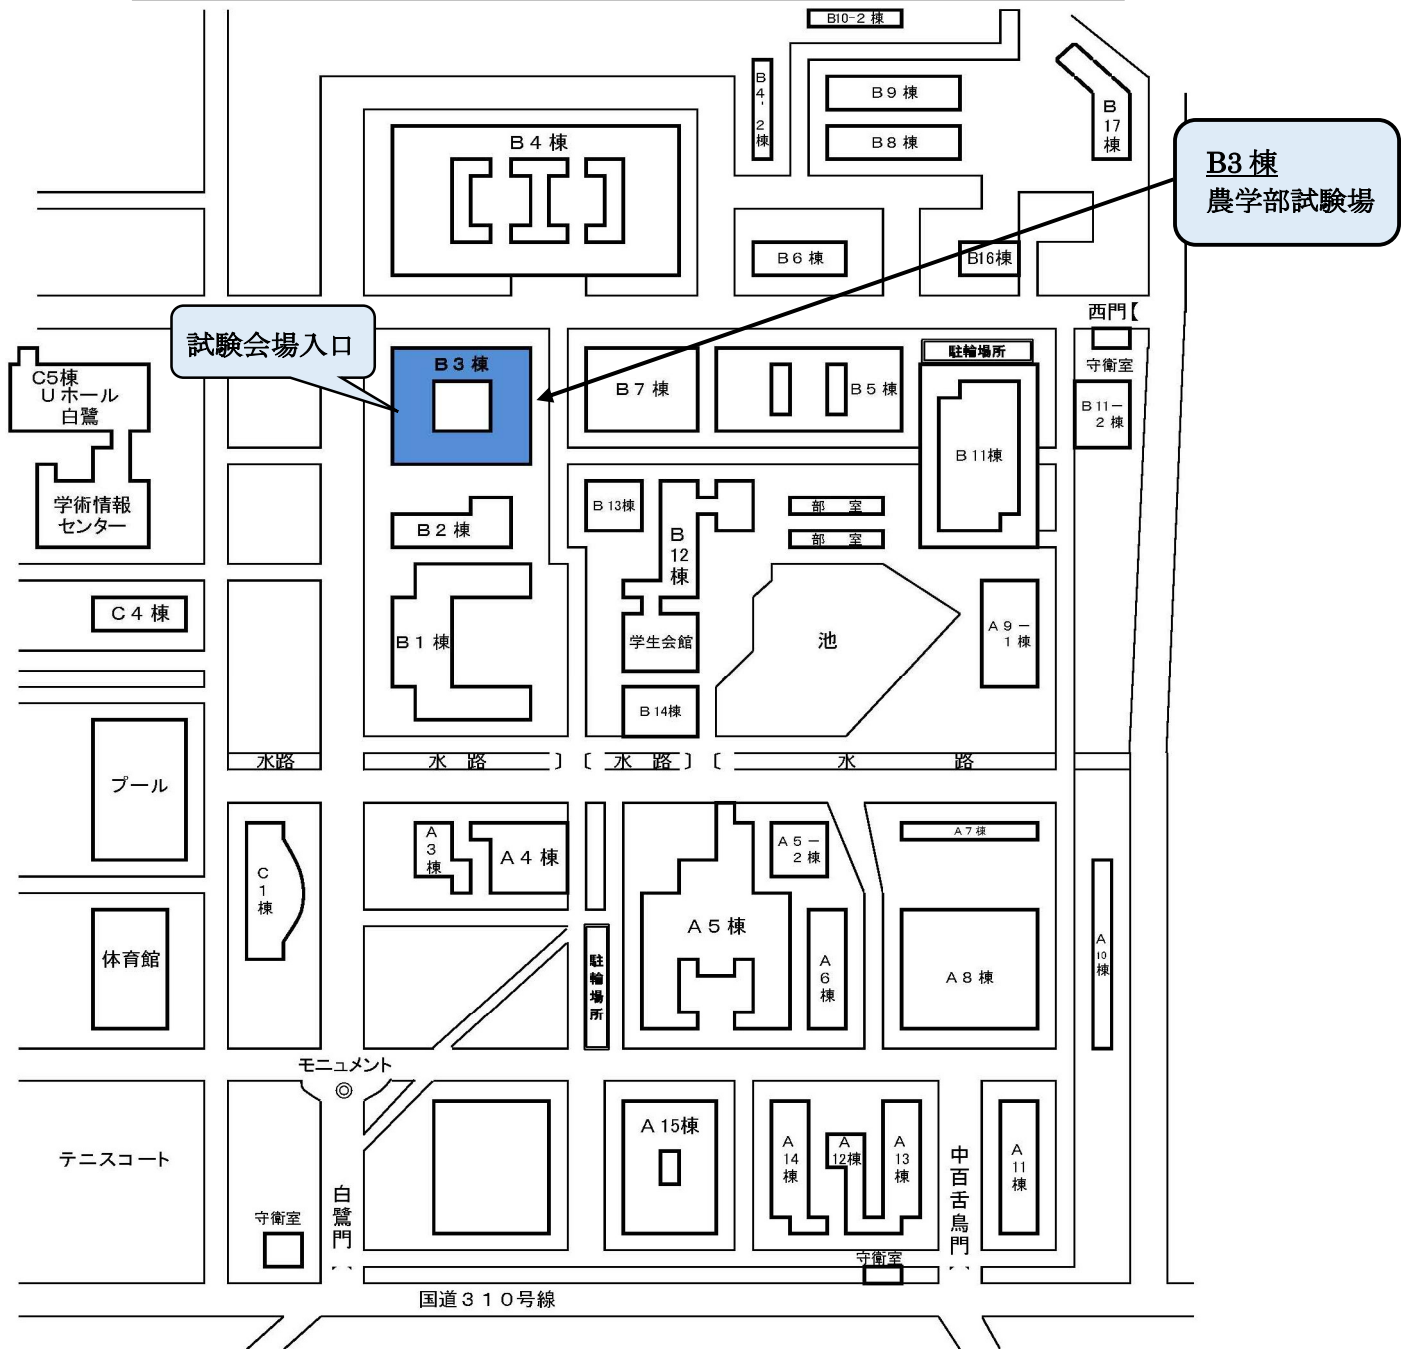 B10-2 棟
B4'2棟
B9 棟
B8 棟
B17棟
B4 棟
B3 棟
農学部試験場
B6 棟
B16棟
西門【
守衛室
試験会場入口
B3 棟
B7 棟
B5 棟
駐輪場所
B11－2 棟
B11棟
C5棟
Uホール
白鷺
学術情報
センター
B2 棟
B13棟
B12棟
部　室
部　室
C4 棟
B1 棟
学生会館
池
A9－1 棟
B14棟
水路
水　路
水　路
水　　路
プール
A3棟
A4 棟
A5－2 棟
A7 棟
C1棟
A5 棟
体育館
駐輪場所
A6棟
A8 棟
A10棟
モニュメント
◎
テニスコート
A15棟
A14棟
A12棟
A13棟
中百舌鳥門
A11棟
白鷺門
守衛室
守衛室
国道３１０号線